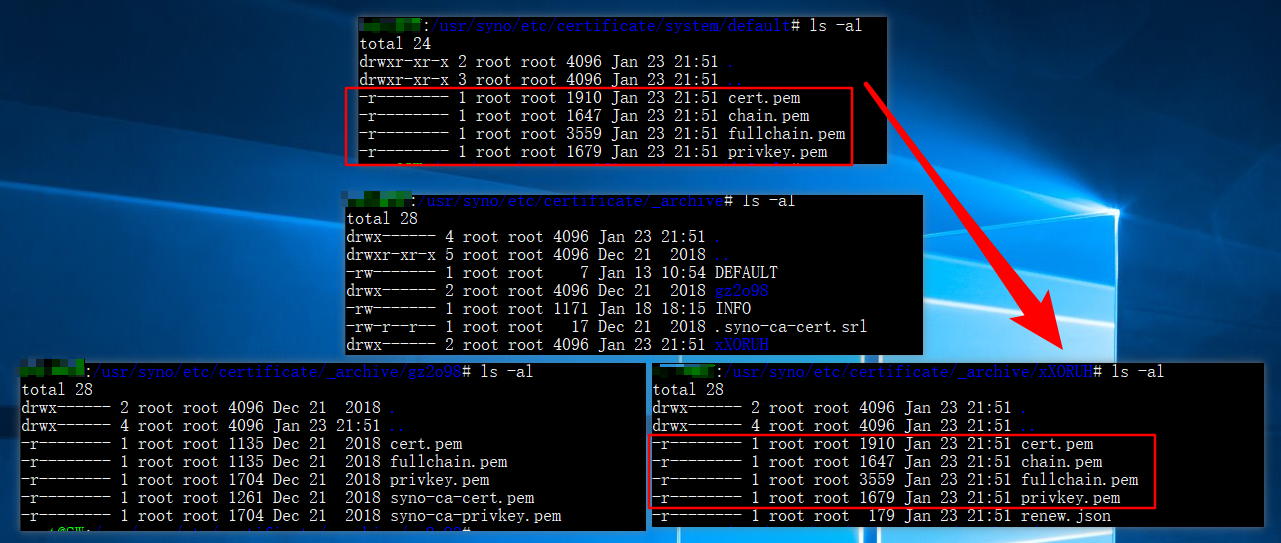 :/usr/syno/etc/certificate/system/default# ls -al
total 24
drwxr-xr-x 2 root root 4096 Jan 23 21:51 .
drwxr-xr-x 3 root root 4096 Jan 23 21:51 ..
-r-------- 1 root root 1910 Jan 23 21:51 cert.pem
-r-------- 1 root root 1647 Jan 23 21:51 chain.pem
-r-------- 1 root root 3559 Jan 23 21:51 fullchain.pem
-r-------- 1 root root 1679 Jan 23 21:51 privkey.pem
:/usr/syno/etc/certificate/_archive# ls -al
total 28
drwx------ 4 root root 4096 Jan 23 21:51 .
drwxr-xr-x 5 root root 4096 Dec 21  2018 ..
-rw------- 1 root root    7 Jan 13 10:54 DEFAULT
drwx------ 2 root root 4096 Dec 21  2018 gz2o98
-rw------- 1 root root 1171 Jan 18 18:15 INFO
-rw-r--r-- 1 root root   17 Dec 21  2018 .syno-ca-cert.srl
drwx------ 2 root root 4096 Jan 23 21:51 xXORUH
:/usr/syno/etc/certificate/_archive/gz2o98# ls -al
total 28
drwx------ 2 root root 4096 Dec 21  2018 .
drwx------ 4 root root 4096 Jan 23 21:51 ..
-r-------- 1 root root 1135 Dec 21  2018 cert.pem
-r-------- 1 root root 1135 Dec 21  2018 fullchain.pem
-r-------- 1 root root 1704 Dec 21  2018 privkey.pem
-r-------- 1 root root 1261 Dec 21  2018 syno-ca-cert.pem
-r-------- 1 root root 1704 Dec 21  2018 syno-ca-privkey.pem
:/usr/syno/etc/certificate/_archive/xXORUH# ls -al
total 28
drwx------ 2 root root 4096 Jan 23 21:51 .
drwx------ 4 root root 4096 Jan 23 21:51 ..
-r-------- 1 root root 1910 Jan 23 21:51 cert.pem
-r-------- 1 root root 1647 Jan 23 21:51 chain.pem
-r-------- 1 root root 3559 Jan 23 21:51 fullchain.pem
-r-------- 1 root root 1679 Jan 23 21:51 privkey.pem
-r-------- 1 root root  179 Jan 23 21:51 renew.json